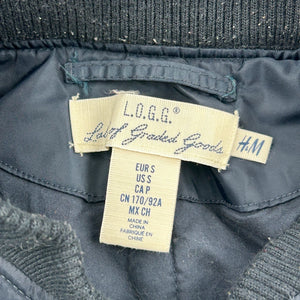 L.O.G.G.®
Label of Graded Goods
H&M
EUR S
US S
CA P
CN 170/92A
MX CH
MADE IN
CHINA
FABRIQUÉ EN
CHINE